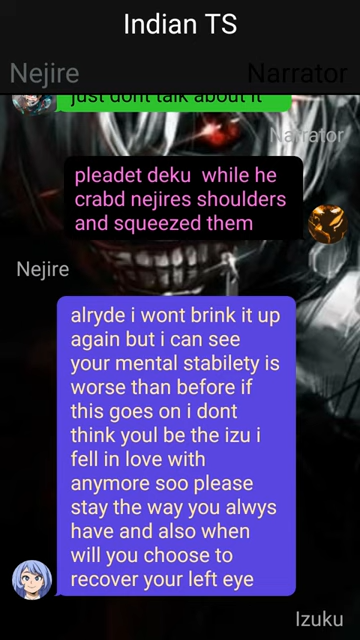 Indian TS
Nejire
Narrator
just dont talk about it
Narrator
pleadet deku while he
crabd nejires shoulders
and squeezed them
Nejire
alryde i wont brink it up
again but i can see
your mental stabilety is
worse than before if
this goes on i dont
think youl be the izu i
fell in love with
anymore soo please
stay the way you alwys
have and also when
will you choose to
recover your left eye
Izuku